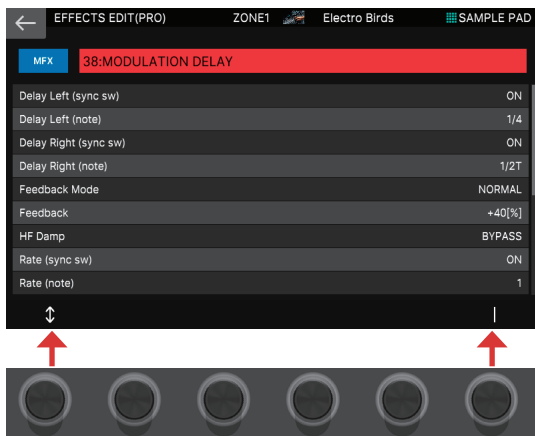 EFFECTS EDIT(PRO) ZONE1 Electro Birds SAMPLE PAD
MFX 38:MODULATION DELAY
Delay Left (sync sw) ON
Delay Left (note) 1/4
Delay Right (sync sw) ON
Delay Right (note) 1/2T
Feedback Mode NORMAL
Feedback +40[%]
HF Damp BYPASS
Rate (sync sw) ON
Rate (note) 1